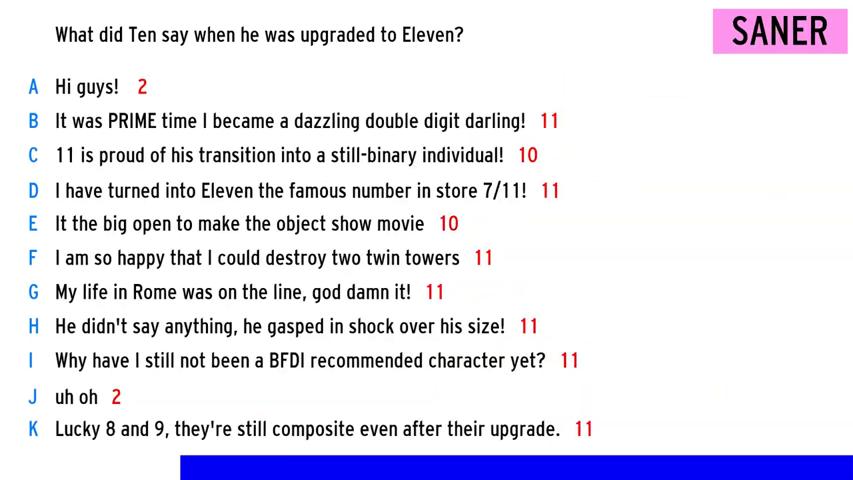 What did Ten say when he was upgraded to Eleven?
SANER
A Hi guys! 2
B It was PRIME time I became a dazzling double digit darling! 11
C 11 is proud of his transition into a still-binary individual! 10
D I have turned into Eleven the famous number in store 7/11! 11
E It the big open to make the object show movie 10
F I am so happy that I could destroy two twin towers 11
G My life in Rome was on the line, god damn it! 11
H He didn't say anything, he gasped in shock over his size! 11
I Why have I still not been a BFDI recommended character yet? 11
J uh oh 2
K Lucky 8 and 9, they're still composite even after their upgrade. 11